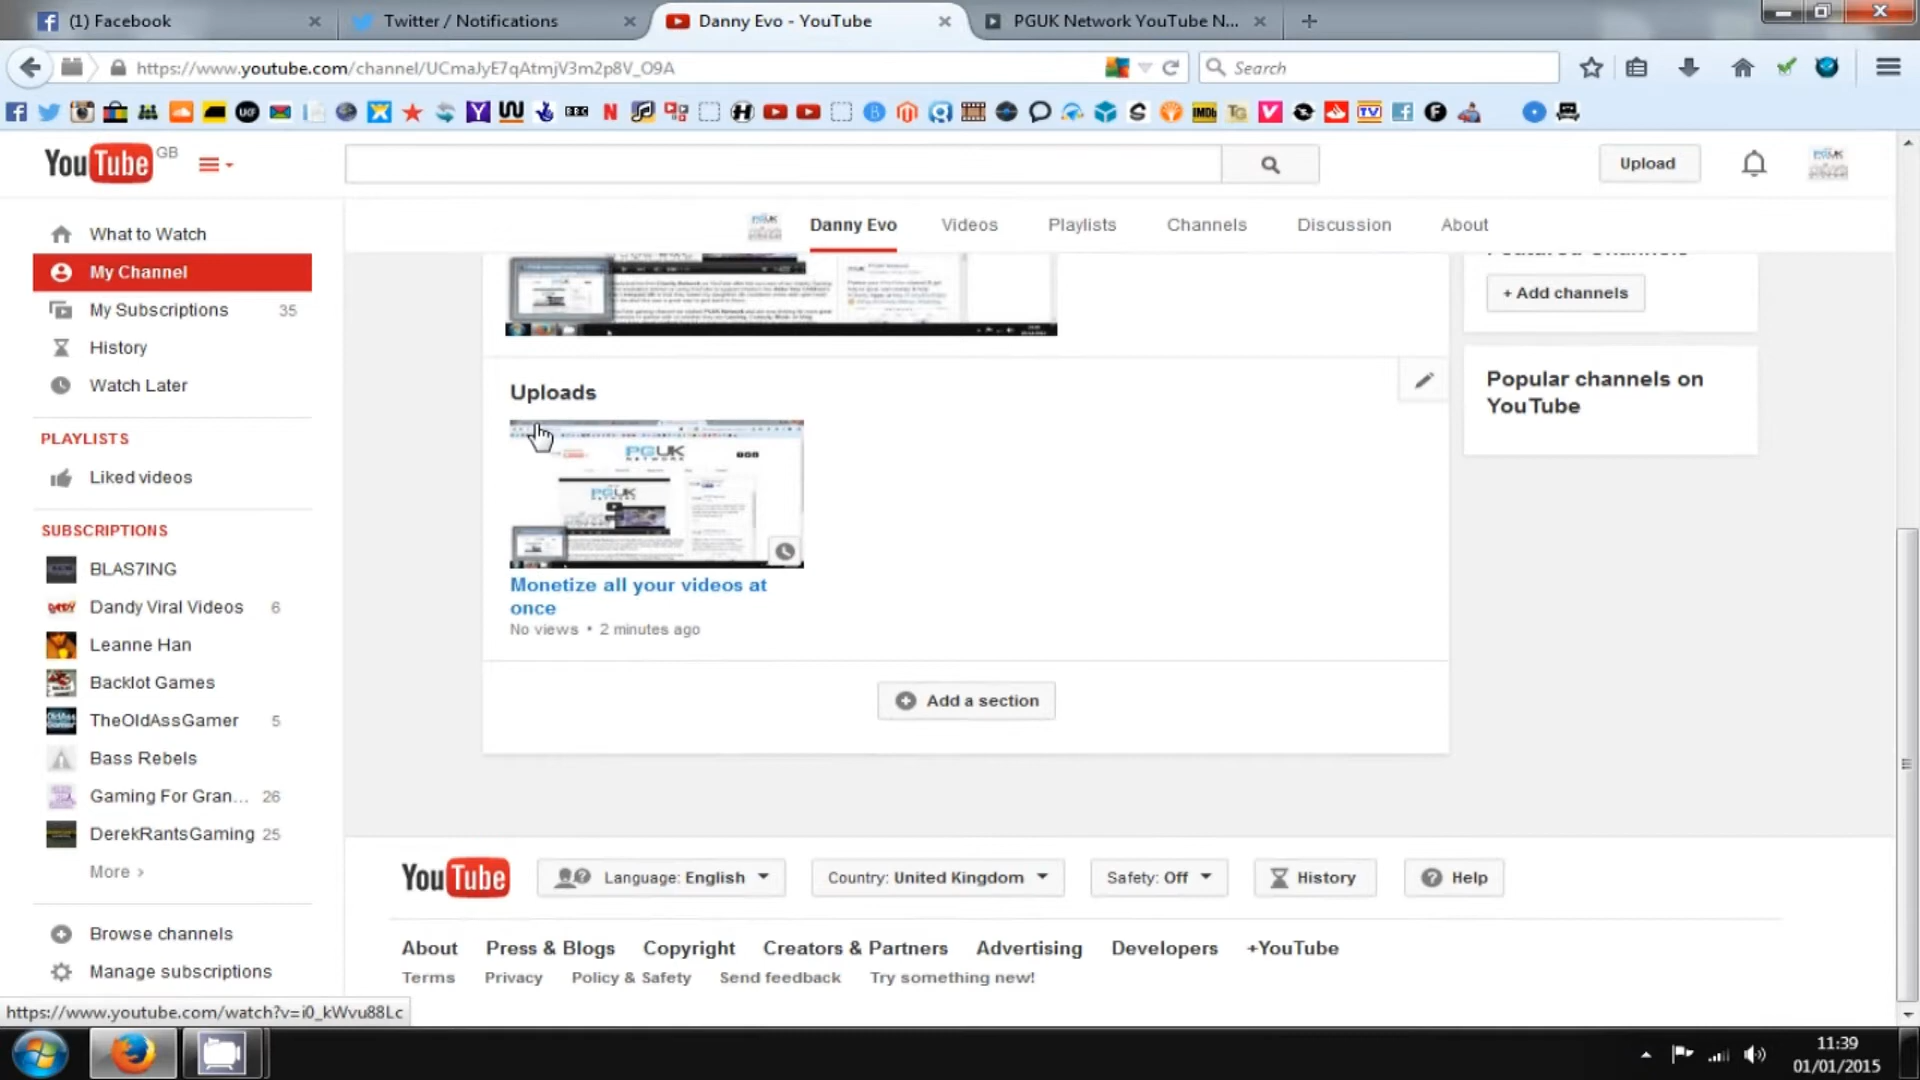 (1) Facebook
Twitter / Notifications
Danny Evo - YouTube
PGUK Network YouTube N...
https://www.youtube.com/channel/UCmaJyE7qAtmjV3m2p8V_O9A
Search
YouTube GB
Upload
Danny Evo
Videos
Playlists
Channels
Discussion
About
What to Watch
My Channel
My Subscriptions 35
History
Watch Later
PLAYLISTS
Liked videos
SUBSCRIPTIONS
BLAS7ING
Dandy Viral Videos 6
Leanne Han
Backlot Games
TheOldAssGamer 5
Bass Rebels
Gaming For Gran... 26
DerekRantsGaming 25
More ›
Browse channels
Manage subscriptions
+ Add channels
Popular channels on
YouTube
Uploads
PGUK
NETWORK
Monetize all your videos at
once
No views • 2 minutes ago
Add a section
YouTube
Language: English
Country: United Kingdom
Safety: Off
History
Help
About Press & Blogs Copyright Creators & Partners Advertising Developers +YouTube
Terms Privacy Policy & Safety Send feedback Try something new!
https://www.youtube.com/watch?v=i0_kWvu88Lc
11:39
01/01/2015